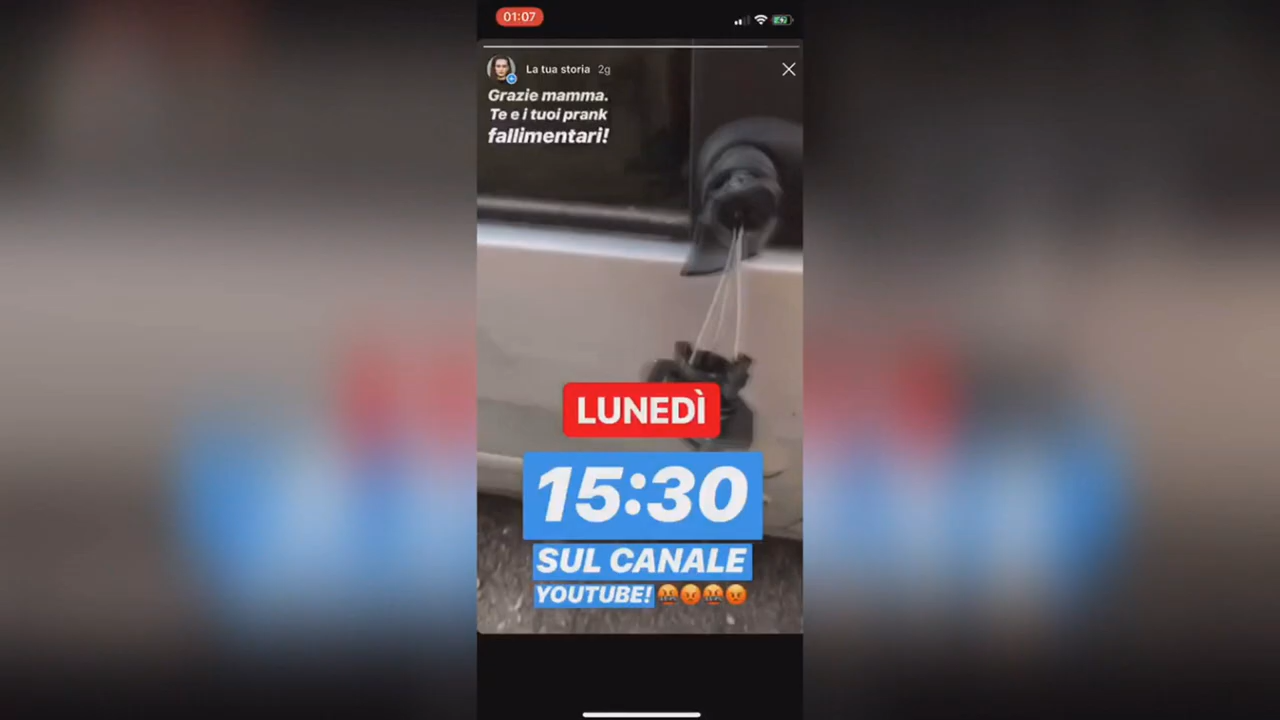 01:07
La tua storia 2g
Grazie mamma.
Te e i tuoi prank
fallimentari!
LUNEDÌ
15:30
SUL CANALE
YOUTUBE! 🤬😡🤬😡